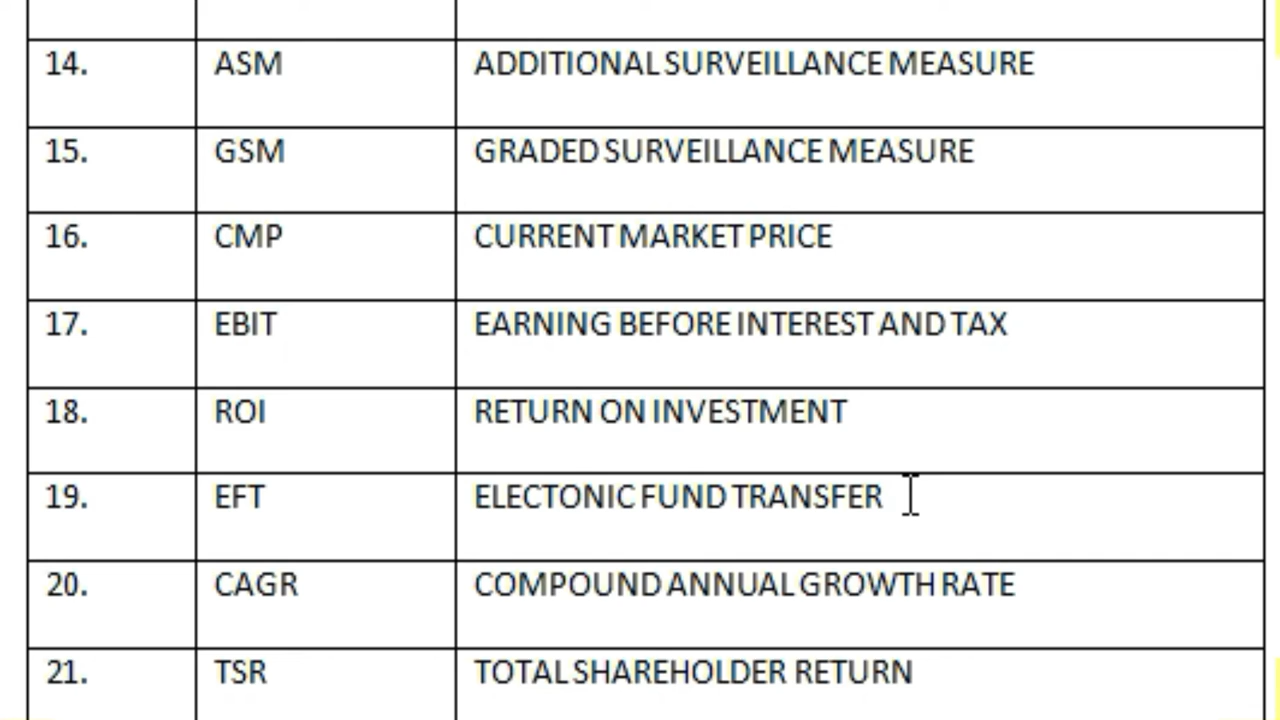 14. ASM ADDITIONAL SURVEILLANCE MEASURE
15. GSM GRADED SURVEILLANCE MEASURE
16. CMP CURRENT MARKET PRICE
17. EBIT EARNING BEFORE INTEREST AND TAX
18. ROI RETURN ON INVESTMENT
19. EFT ELECTONIC FUND TRANSFER
20. CAGR COMPOUND ANNUAL GROWTH RATE
21. TSR TOTAL SHAREHOLDER RETURN